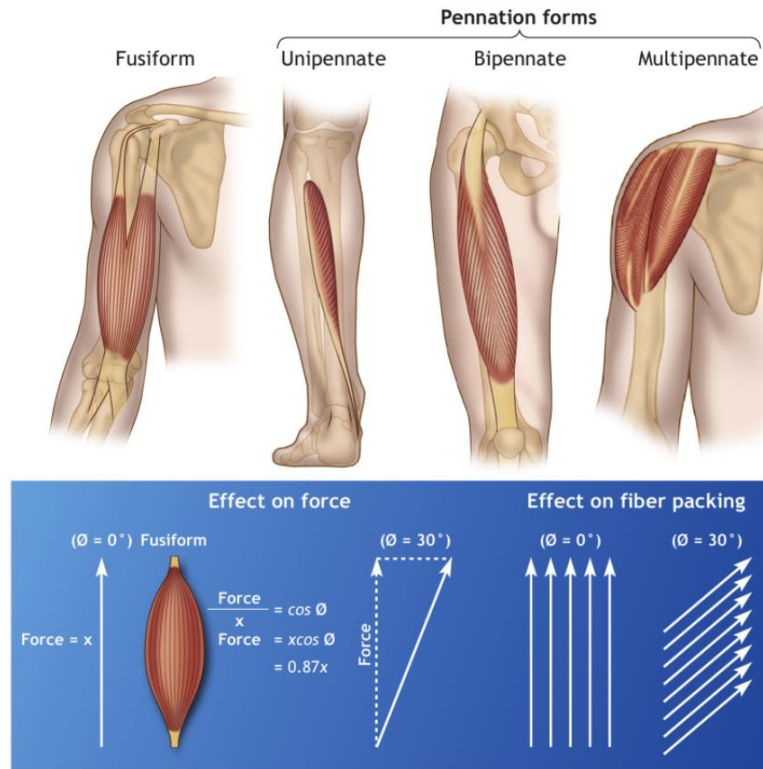 Pennation forms
Fusiform
Unipennate
Bipennate
Multipennate
Effect on force
Effect on fiber packing
(Ø = 0°) Fusiform
(Ø = 30°)
(Ø = 0°)
(Ø = 30°)
Force = x
Force
x
= cos Ø
Force = xcos Ø
= 0.87x
Force